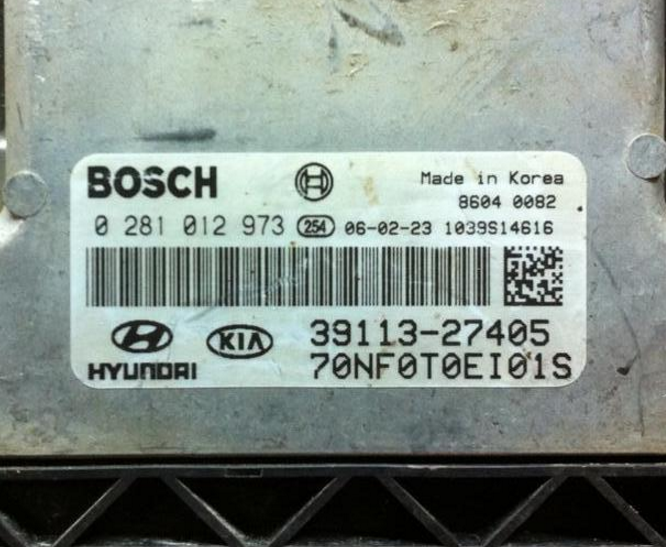 BOSCH
Made in Korea
8604 0082
0 281 012 973 254 06-02-23 1039S14616
KIA 39113-27405
HYUNDAI 70NF0T0EI01S